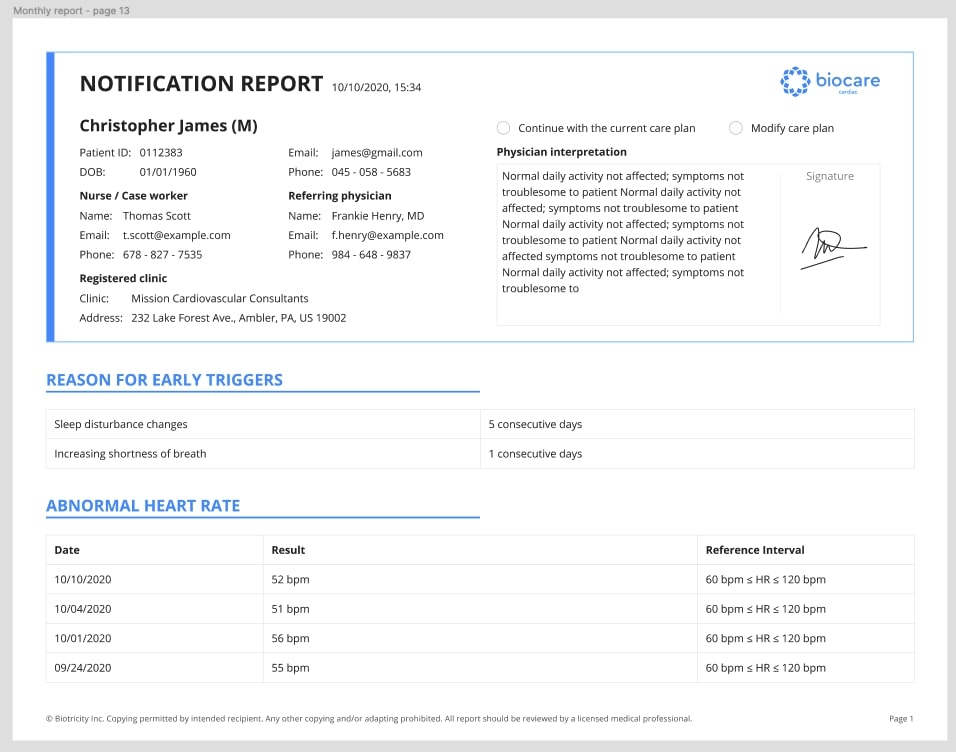 Monthly report - page 13
NOTIFICATION REPORT 10/10/2020, 15:34
biocare
cardiac
Christopher James (M)
Patient ID: 0112383
DOB: 01/01/1960
Email: james@gmail.com
Phone: 045 - 058 - 5683
Nurse / Case worker
Name: Thomas Scott
Email: t.scott@example.com
Phone: 678 - 827 - 7535
Referring physician
Name: Frankie Henry, MD
Email: f.henry@example.com
Phone: 984 - 648 - 9837
Registered clinic
Clinic: Mission Cardiovascular Consultants
Address: 232 Lake Forest Ave., Ambler, PA, US 19002
Continue with the current care plan Modify care plan
Physician interpretation
Normal daily activity not affected; symptoms not
troublesome to patient Normal daily activity not
affected; symptoms not troublesome to patient
Normal daily activity not affected; symptoms not
troublesome to patient Normal daily activity not
affected symptoms not troublesome to patient
Normal daily activity not affected; symptoms not
troublesome to
Signature
REASON FOR EARLY TRIGGERS
Sleep disturbance changes 5 consecutive days
Increasing shortness of breath 1 consecutive days
ABNORMAL HEART RATE
Date Result Reference Interval
10/10/2020 52 bpm 60 bpm ≤ HR ≤ 120 bpm
10/04/2020 51 bpm 60 bpm ≤ HR ≤ 120 bpm
10/01/2020 56 bpm 60 bpm ≤ HR ≤ 120 bpm
09/24/2020 55 bpm 60 bpm ≤ HR ≤ 120 bpm
© Biotricity Inc. Copying permitted by intended recipient. Any other copying and/or adapting prohibited. All report should be reviewed by a licensed medical professional. Page 1